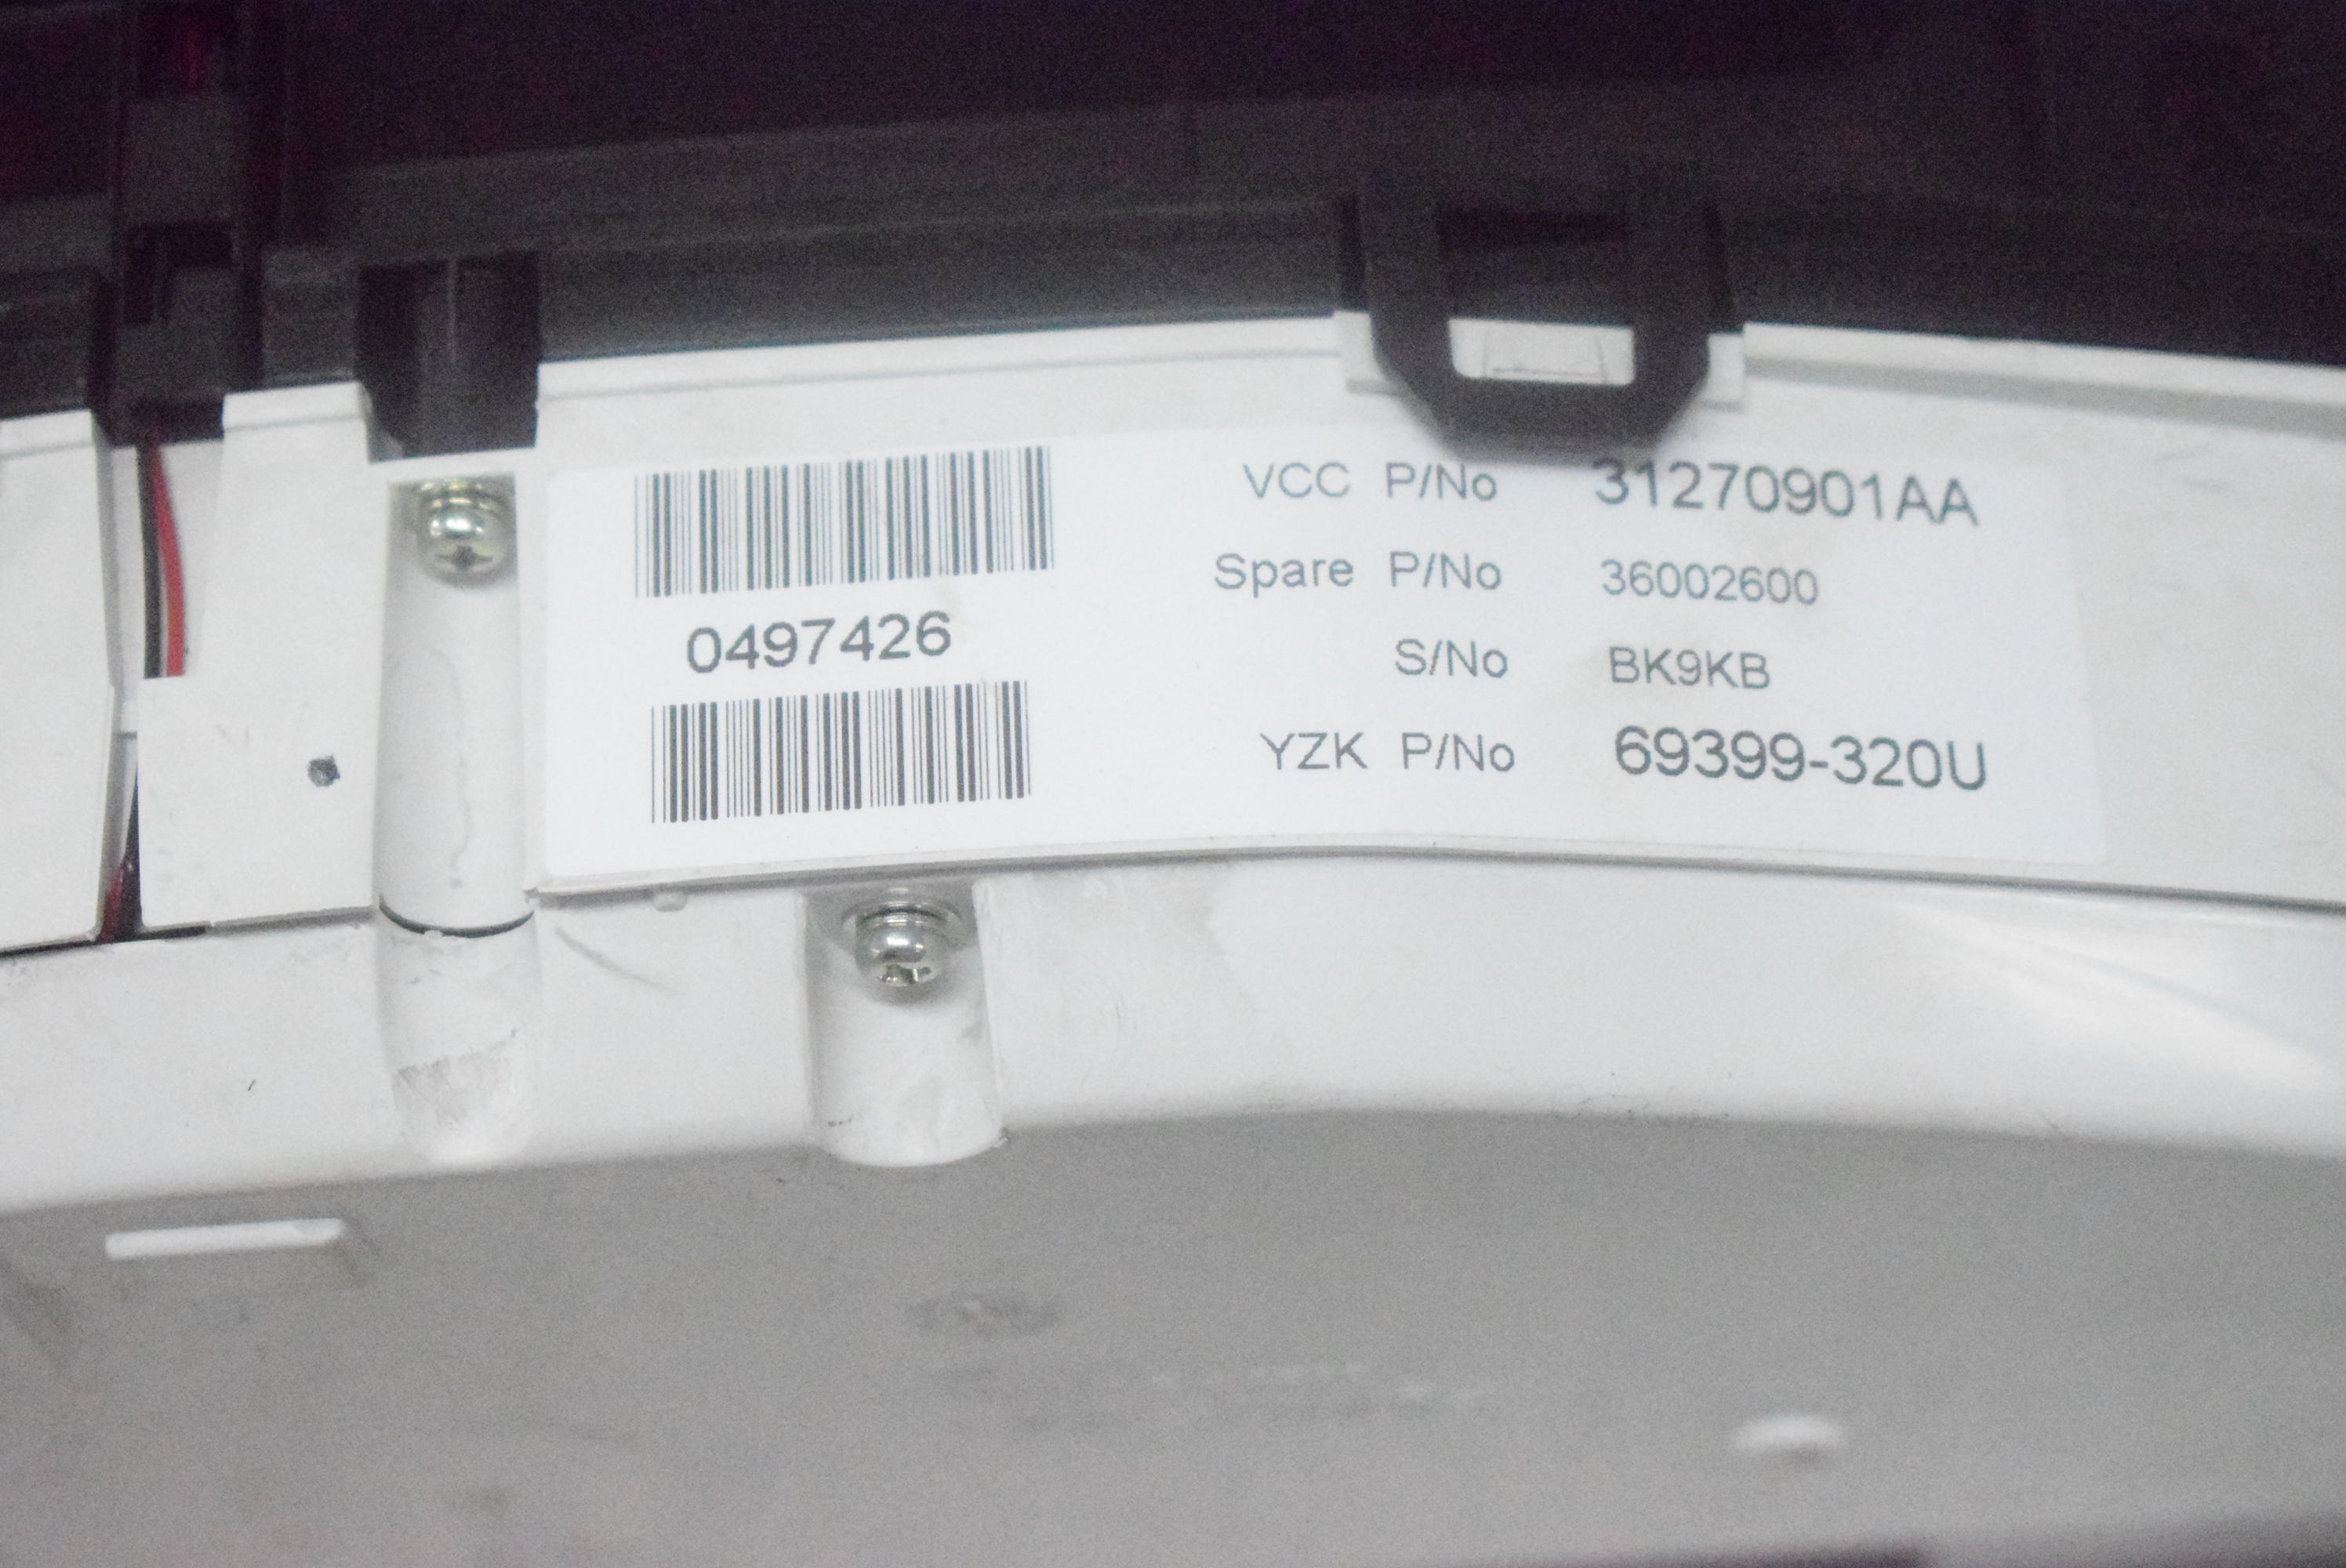 0497426
VCC P/No 31270901AA
Spare P/No 36002600
S/No BK9KB
YZK P/No 69399-320U